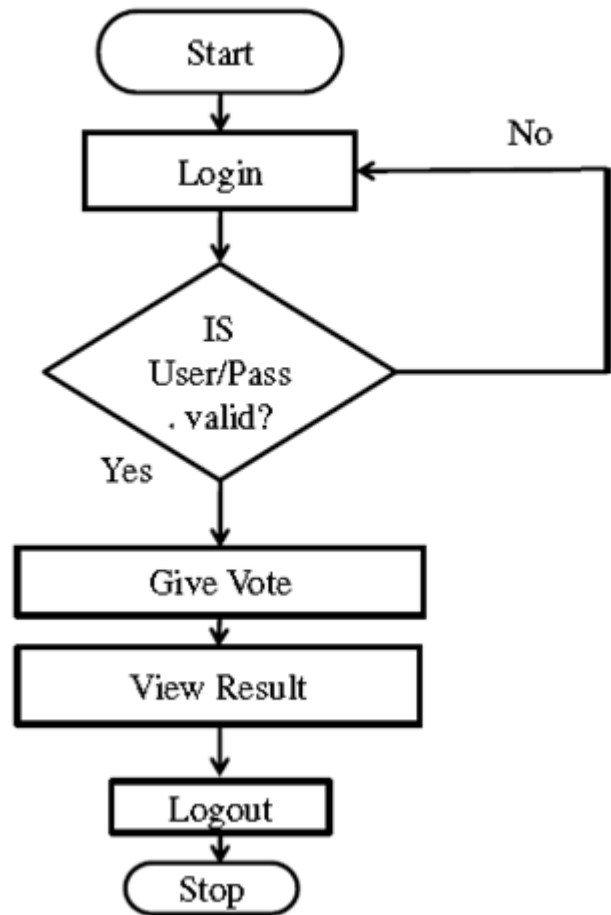 Start
Login
No
IS
User/Pass
. valid?
Yes
Give Vote
View Result
Logout
Stop